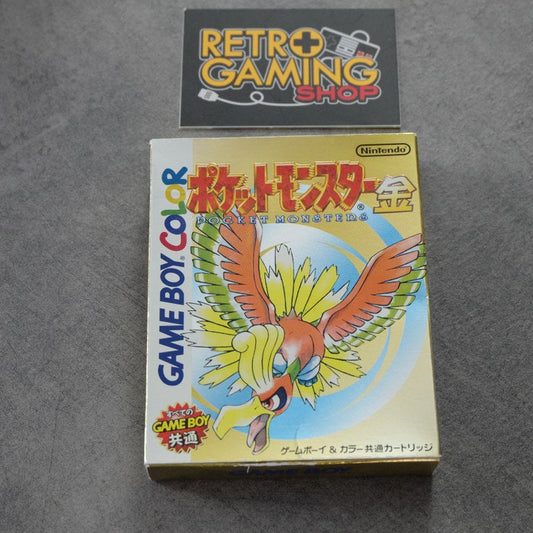 RETRO
GAMING
SHOP
Nintendo
ポケットモンスター金
POCKET MONSTERS
GAME BOY COLOR
すべての
GAME BOY
共通
ゲームボーイ & カラー共通カートリッジ